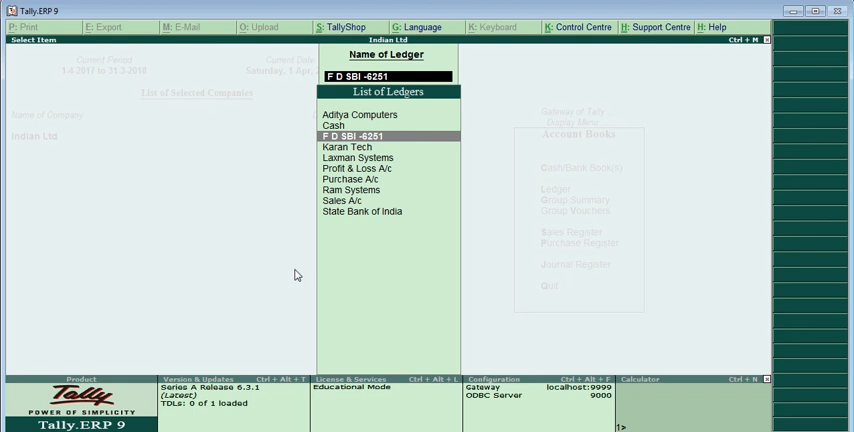 Tally.ERP 9
P: Print
E: Export
M: E-Mail
O: Upload
S: TallyShop
G: Language
K: Keyboard
K: Control Centre
H: Support Centre
H: Help
Select Item
Indian Ltd
Ctrl + M
Current Period
1-4-2017 to 31-3-2018
Current Date
Saturday, 1 Apr, 2
List of Selected Companies
Name of Company
Indian Ltd
Name of Ledger
F D SBI -6251
List of Ledgers
Aditya Computers
Cash
F D SBI -6251
Karan Tech
Laxman Systems
Profit & Loss A/c
Purchase A/c
Ram Systems
Sales A/c
State Bank of India
Gateway of Tally ...
Display Menu ...
Account Books
Cash/Bank Book(s)
Ledger
Group Summary
Group Vouchers
Sales Register
Purchase Register
Journal Register
Quit
Product
Tally
POWER OF SIMPLICITY
Tally.ERP 9
Version & Updates
Ctrl + Alt + T
Series A Release 6.3.1
(Latest)
TDLs: 0 of 1 loaded
License & Services
Ctrl + Alt + L
Educational Mode
Configuration
Ctrl + Alt + F
Gateway
localhost:9999
ODBC Server
9000
Calculator
Ctrl + N
1>